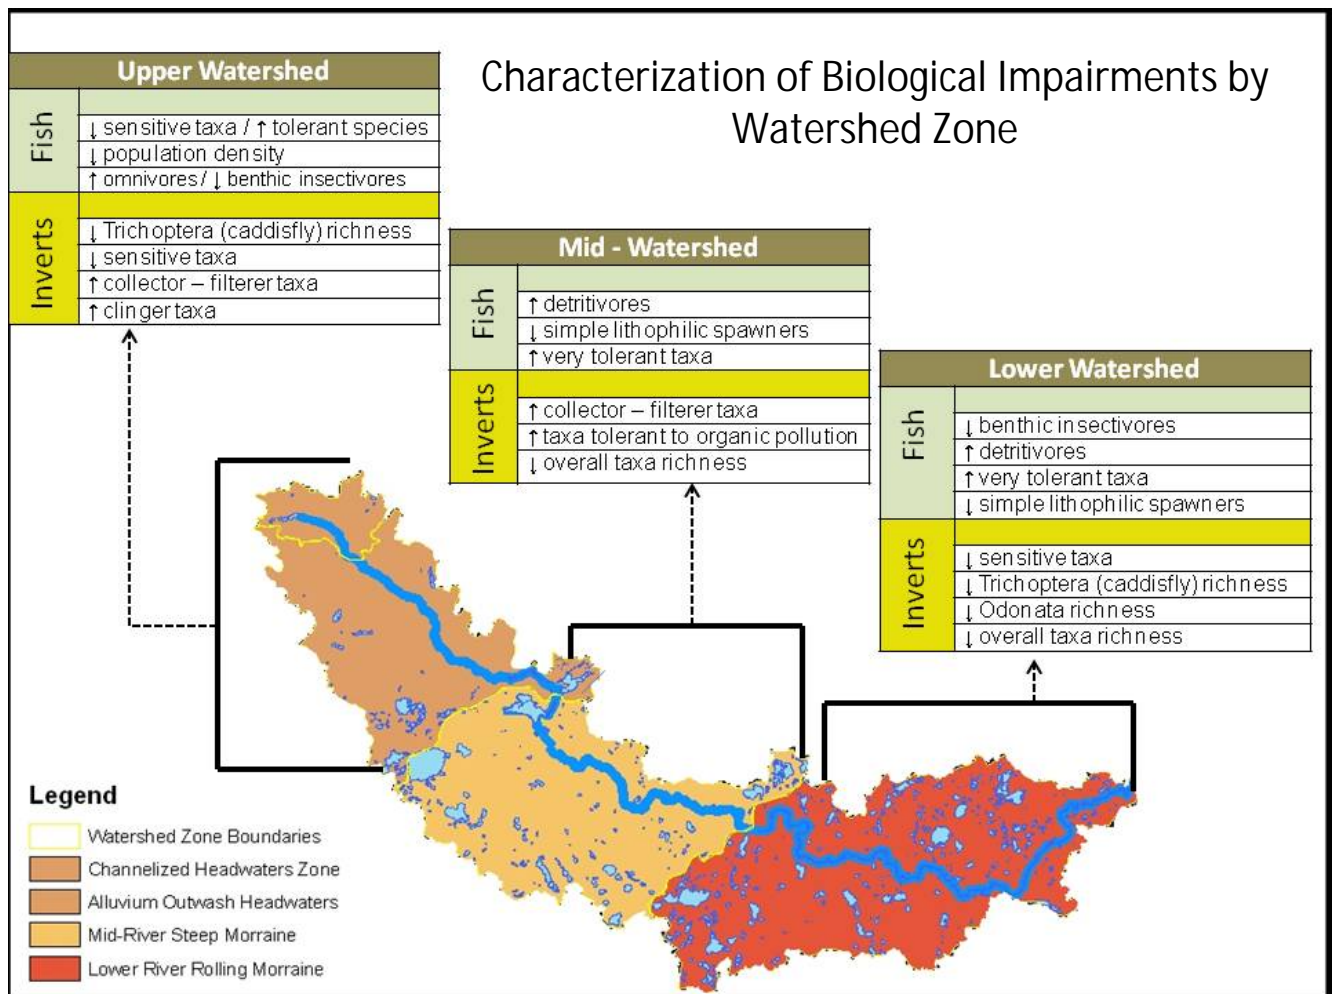 Characterization of Biological Impairments by
Watershed Zone
Upper Watershed
Fish
↓ sensitive taxa / ↑ tolerant species
↓ population density
↑ omnivores / ↓ benthic insectivores
Inverts
↓ Trichoptera (caddisfly) richness
↓ sensitive taxa
↑ collector – filterer taxa
↑ clinger taxa
Mid - Watershed
Fish
↑ detritivores
↓ simple lithophilic spawners
↑ very tolerant taxa
Inverts
↑ collector – filterer taxa
↑ taxa tolerant to organic pollution
↓ overall taxa richness
Lower Watershed
Fish
↓ benthic insectivores
↑ detritivores
↑ very tolerant taxa
↓ simple lithophilic spawners
Inverts
↓ sensitive taxa
↓ Trichoptera (caddisfly) richness
↓ Odonata richness
↓ overall taxa richness
Legend
Watershed Zone Boundaries
Channelized Headwaters Zone
Alluvium Outwash Headwaters
Mid-River Steep Morraine
Lower River Rolling Morraine